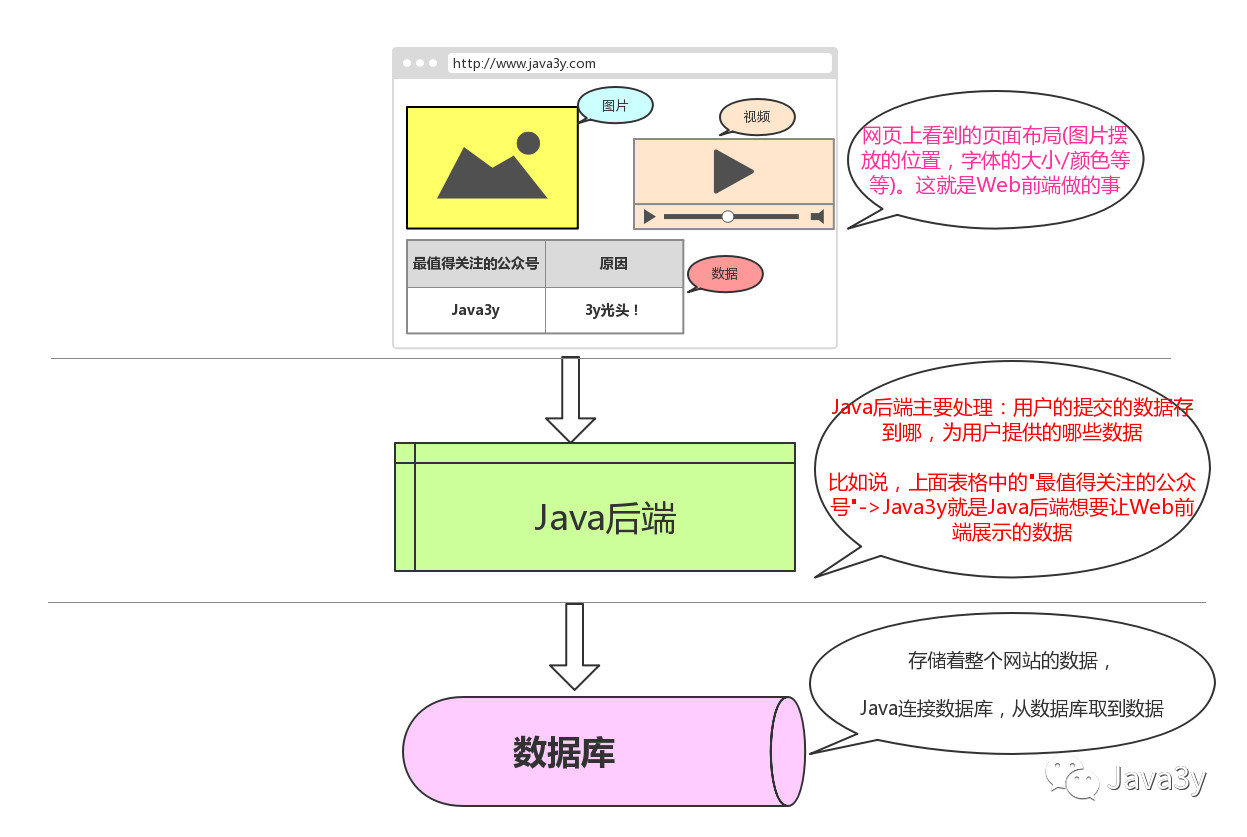 http://www.java3y.com
图片
视频
网页上看到的页面布局(图片摆
放的位置，字体的大小/颜色等
等)。这就是Web前端做的事
最值得关注的公众号
原因
数据
Java3y
3y光头！
Java后端主要处理：用户的提交的数据存
到哪，为用户提供的哪些数据
比如说，上面表格中的"最值得关注的公众
号"->Java3y就是Java后端想要让Web前
端展示的数据
Java后端
存储着整个网站的数据，
Java连接数据库，从数据库取到数据
数据库
Java3y